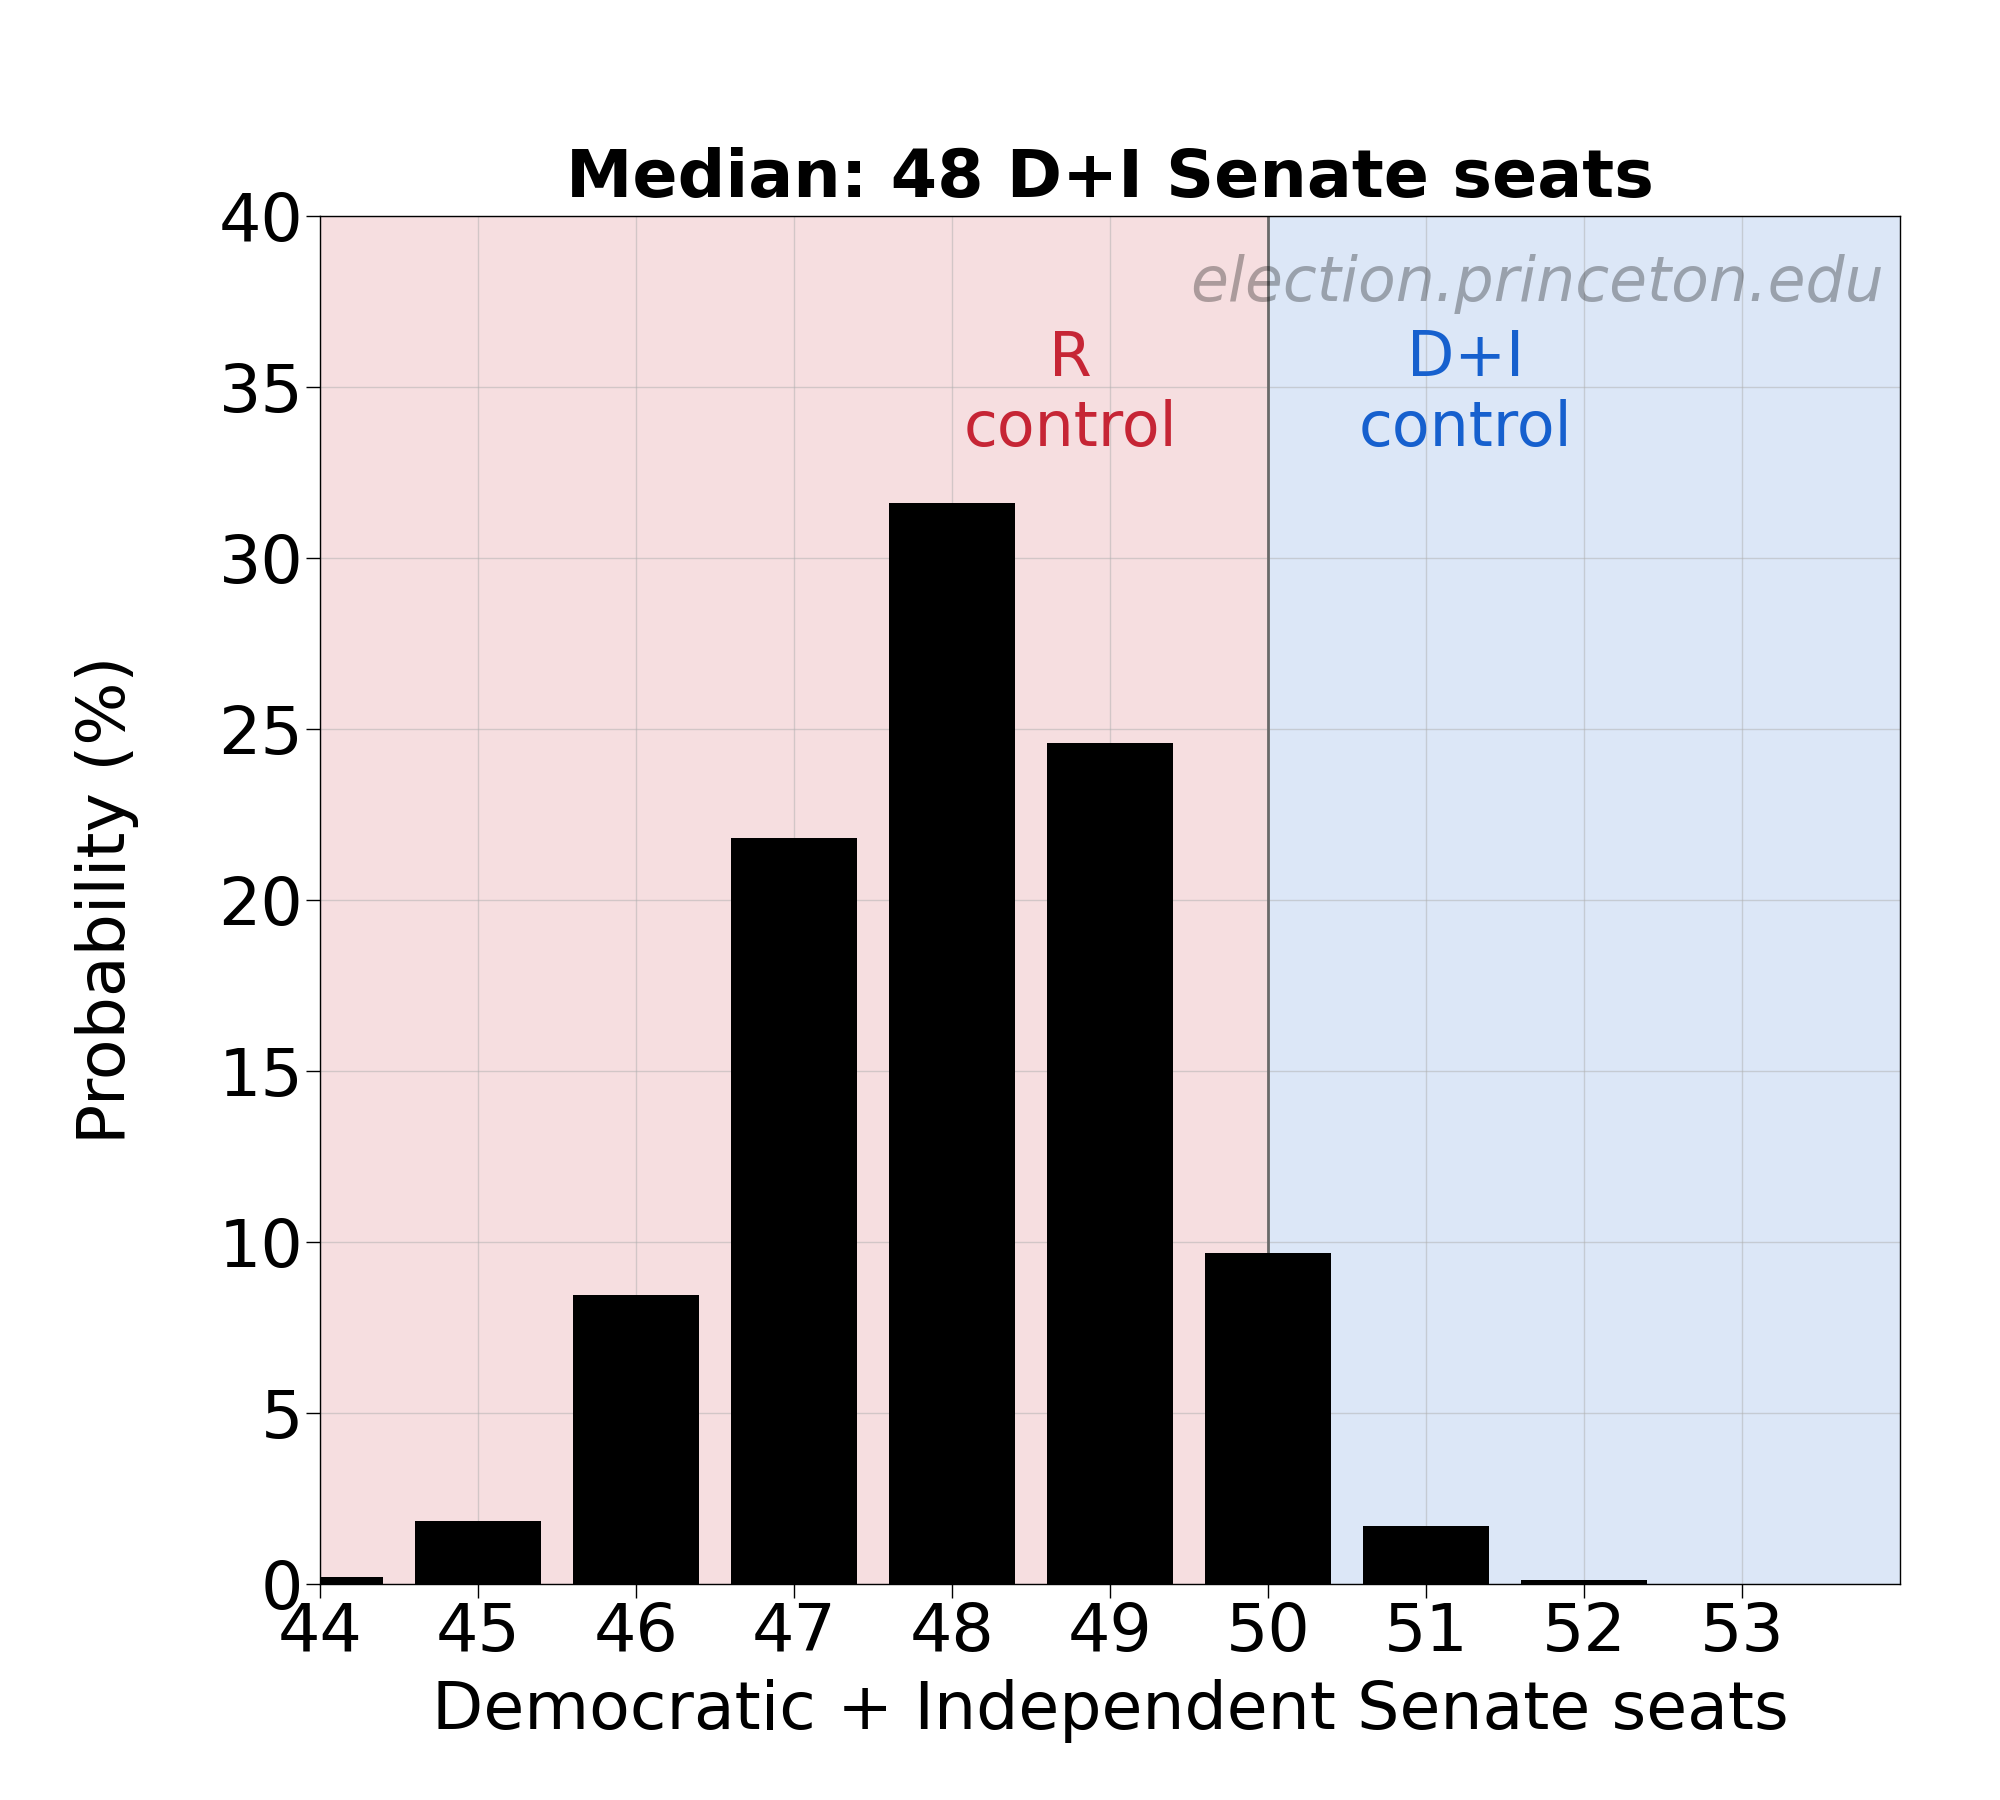 Median: 48 D+I Senate seats
election.princeton.edu
R
control
D+I
control
40
35
30
25
20
15
10
5
0
Probability (%)
44 45 46 47 48 49 50 51 52 53
Democratic + Independent Senate seats